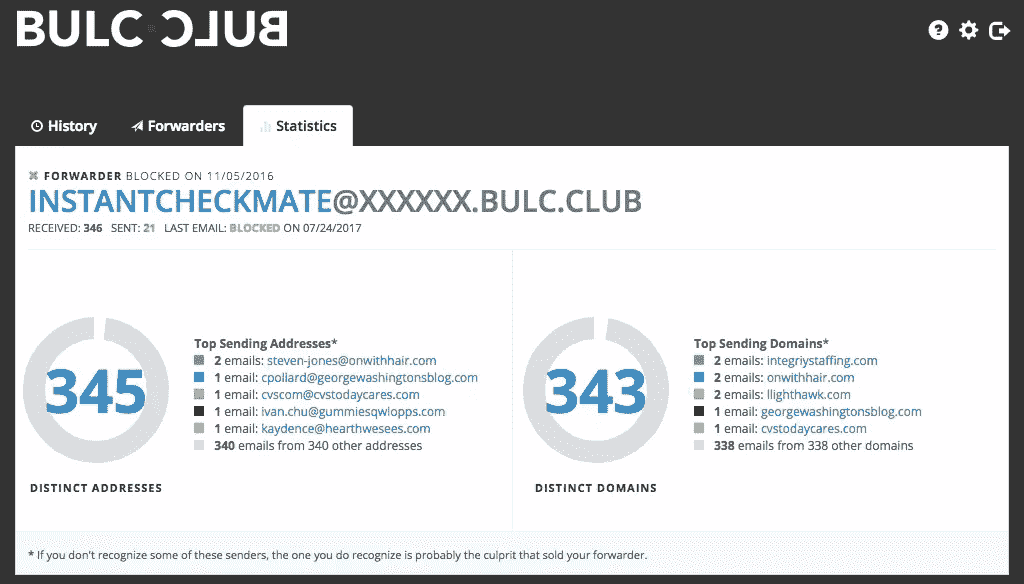 BULC CLUB
History
Forwarders
Statistics
FORWARDER BLOCKED ON 11/05/2016
INSTANTCHECKMATE@XXXXXX.BULC.CLUB
RECEIVED: 346 SENT: 21 LAST EMAIL: BLOCKED ON 07/24/2017
345
DISTINCT ADDRESSES
Top Sending Addresses*
2 emails: steven-jones@onwithhair.com
1 email: cpollard@georgewashingtonsblog.com
1 email: cvscom@cvstodaycares.com
1 email: ivan.chu@gummiesqwlopps.com
1 email: kaydence@hearthwesees.com
340 emails from 340 other addresses
343
DISTINCT DOMAINS
Top Sending Domains*
2 emails: integriystaffing.com
2 emails: onwithhair.com
2 emails: llighthawk.com
1 email: georgewashingtonsblog.com
1 email: cvstodaycares.com
338 emails from 338 other domains
* If you don't recognize some of these senders, the one you do recognize is probably the culprit that sold your forwarder.